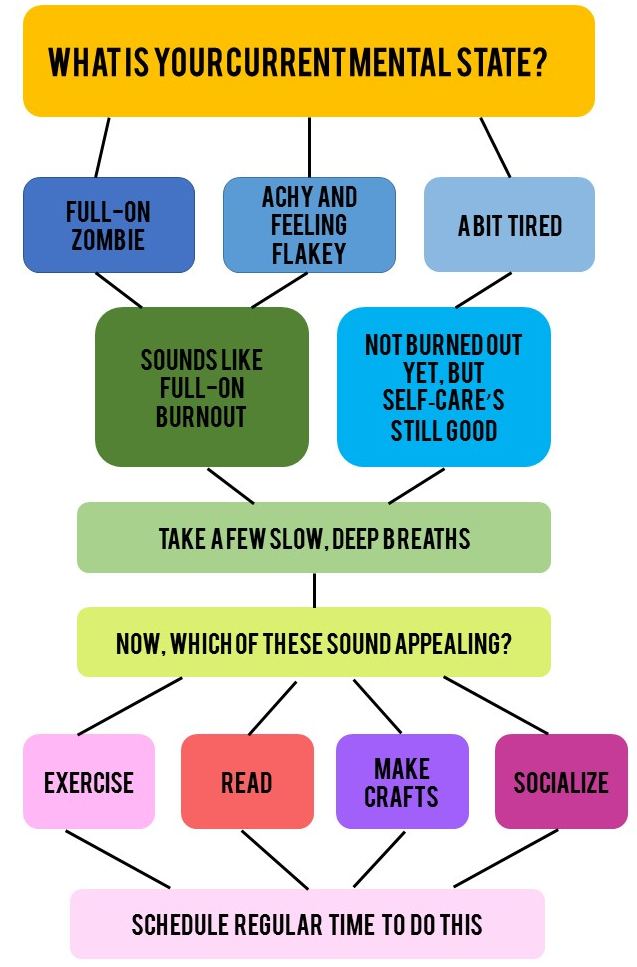 WHAT IS YOUR CURRENT MENTAL STATE?
FULL-ON
ZOMBIE
ACHY AND
FEELING
FLAKEY
A BIT TIRED
SOUNDS LIKE
FULL-ON
BURNOUT
NOT BURNED OUT
YET, BUT
SELF-CARE'S
STILL GOOD
TAKE A FEW SLOW, DEEP BREATHS
NOW, WHICH OF THESE SOUND APPEALING?
EXERCISE
READ
MAKE
CRAFTS
SOCIALIZE
SCHEDULE REGULAR TIME TO DO THIS